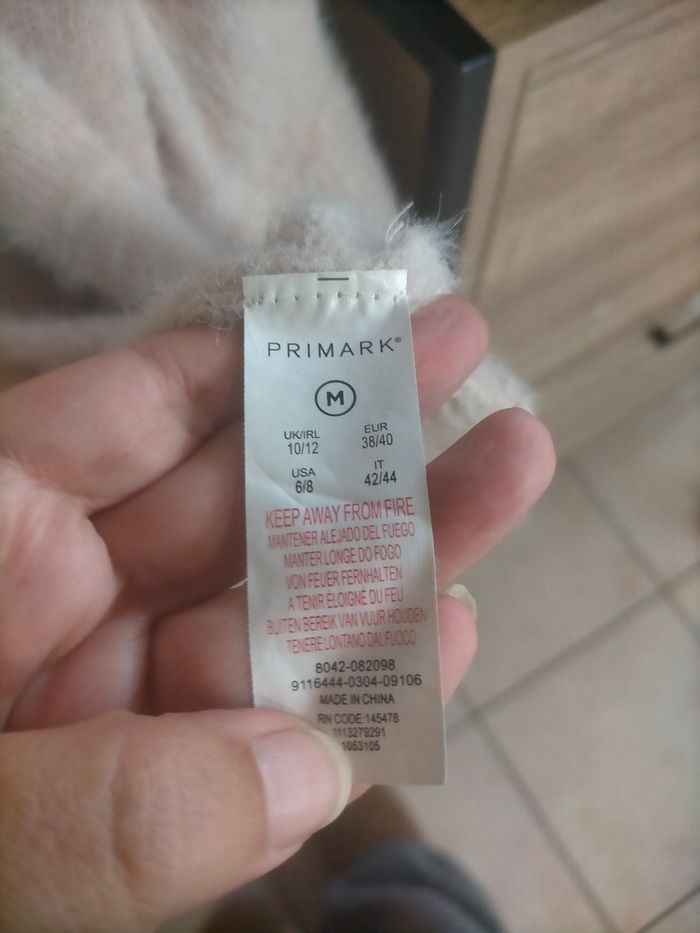 PRIMARK®
M
UK/IRL EUR
10/12 38/40
USA IT
6/8 42/44
KEEP AWAY FROM FIRE
MANTENER ALEJADO DEL FUEGO
MANTER LONGE DO FOGO
VON FEUER FERNHALTEN
A TENIR ÉLOIGNÉ DU FEU
BUITEN BEREIK VAN VUUR HOUDEN
TENERE LONTANO DAL FUOCO
8042-082098
9116444-0304-09106
MADE IN CHINA
RN CODE:145478
1113279291
1053105